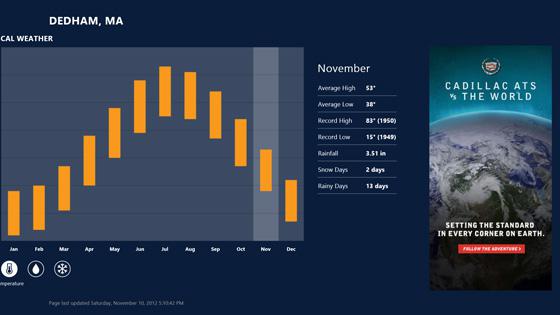 DEDHAM, MA
CAL WEATHER
Jan Feb Mar Apr May Jun Jul Aug Sep Oct Nov Dec
mperature
November
Average High 53°
Average Low 38°
Record High 83° (1950)
Record Low 15° (1949)
Rainfall 3.51 in
Snow Days 2 days
Rainy Days 13 days
CADILLAC ATS
VS THE WORLD
SETTING THE STANDARD
IN EVERY CORNER ON EARTH.
FOLLOW THE ADVENTURE
Page last updated Saturday, November 10, 2012 5:10:42 PM